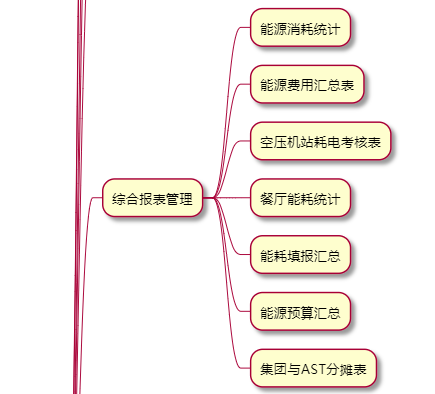 能源消耗统计
能源费用汇总表
空压机站耗电考核表
综合报表管理
餐厅能耗统计
能耗填报汇总
能源预算汇总
集团与AST分摊表